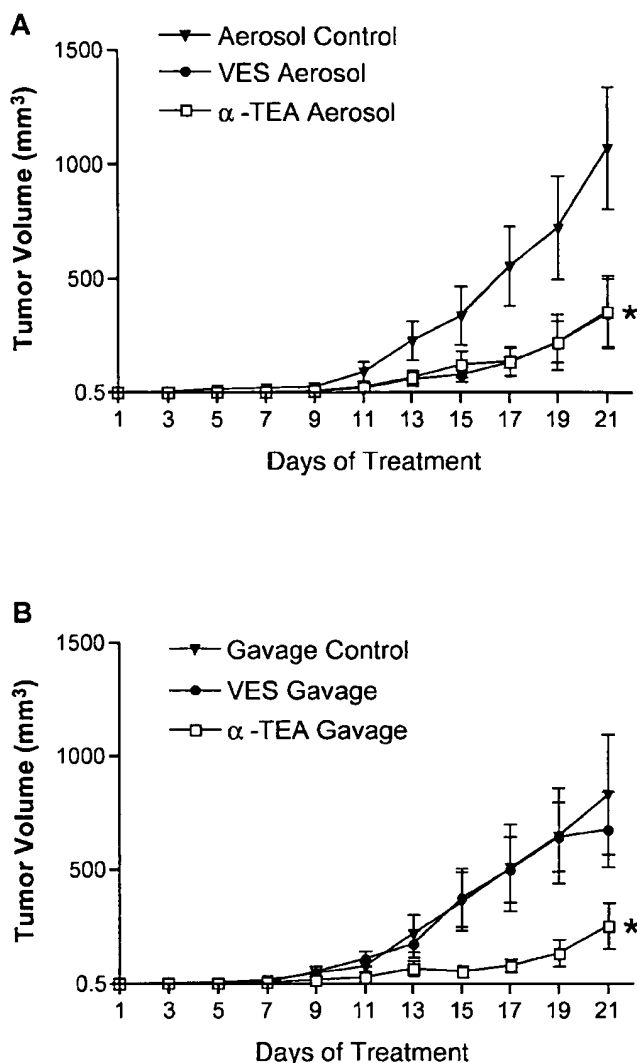 A
Aerosol Control
VES Aerosol
α -TEA Aerosol
Tumor Volume (mm³)
1500
1000
500
0.5
1 3 5 7 9 11 13 15 17 19 21
*
Days of Treatment
B
Gavage Control
VES Gavage
α -TEA Gavage
Tumor Volume (mm³)
1500
1000
500
0.5
1 3 5 7 9 11 13 15 17 19 21
*
Days of Treatment